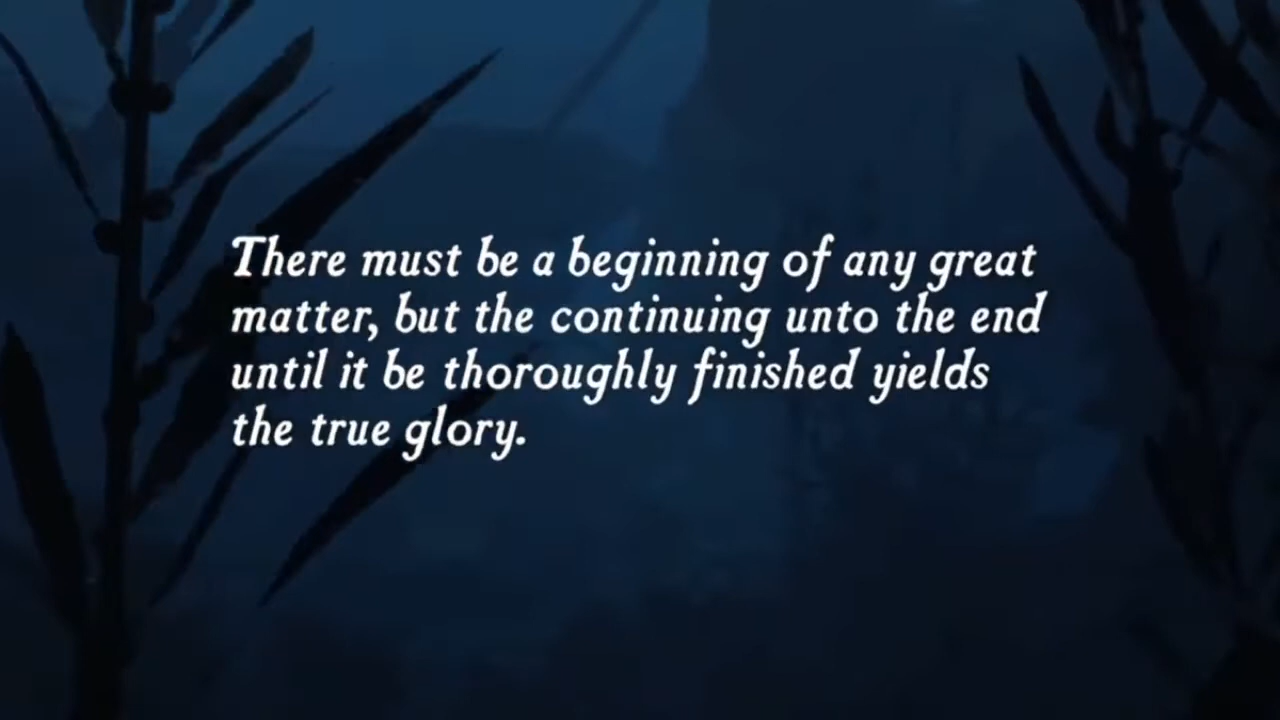 There must be a beginning of any great
matter, but the continuing unto the end
until it be thoroughly finished yields
the true glory.